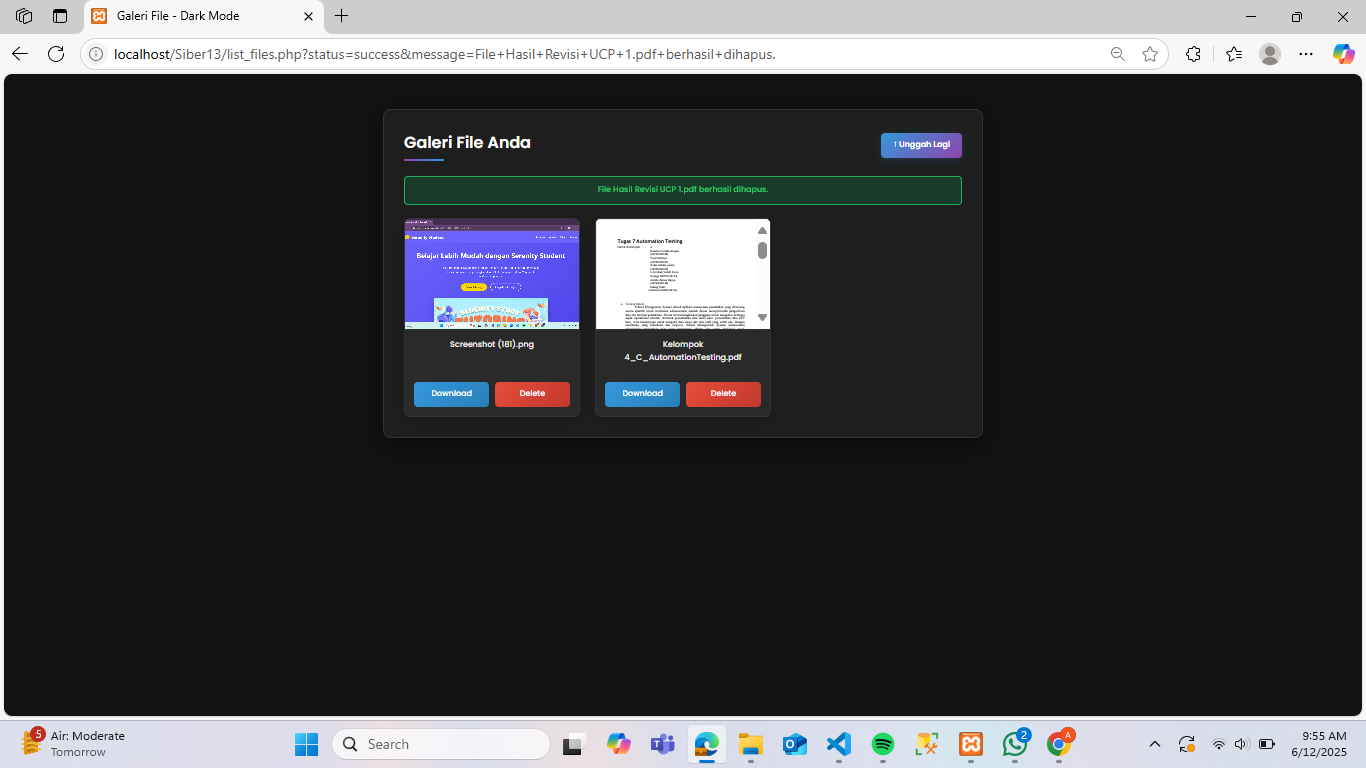 Galeri File - Dark Mode
localhost/Siber13/list_files.php?status=success&message=File+Hasil+Revisi+UCP+1.pdf+berhasil+dihapus.
Galeri File Anda
↑ Unggah Lagi
File Hasil Revisi UCP 1.pdf berhasil dihapus.
Belajar Lebih Mudah dengan Serenity Student
SERENITY STUDY
Tugas 7 Automation Testing
Screenshot (181).png
Kelompok
4_C_AutomationTesting.pdf
Download
Delete
Download
Delete
5
Air: Moderate
Tomorrow
Search
2
A
9:55 AM
6/12/2025